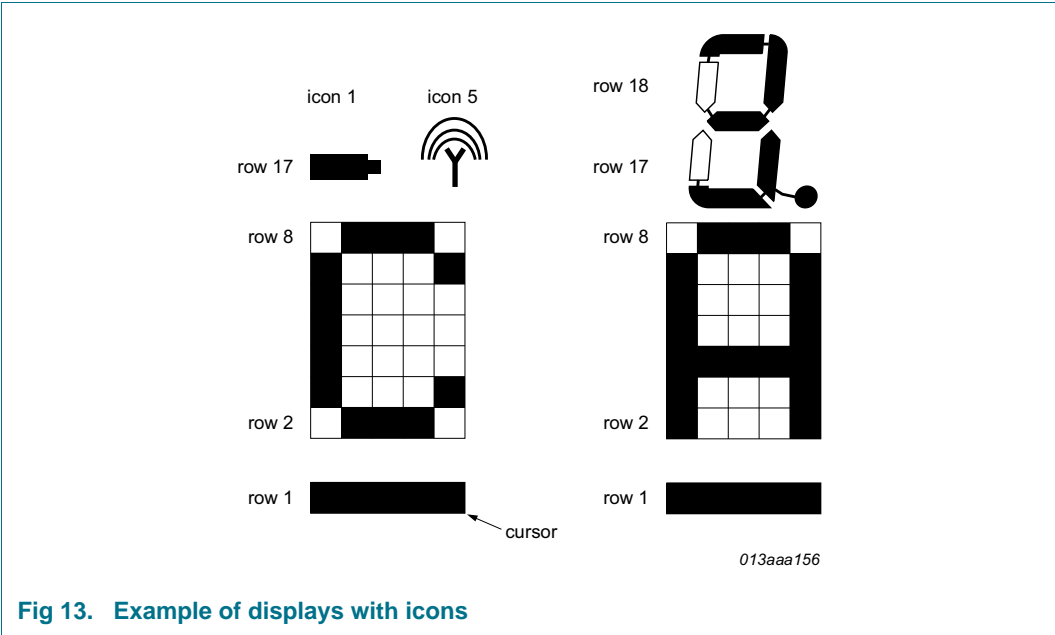 icon 1
icon 5
row 17
row 8
row 2
row 1
cursor
row 18
row 17
row 8
row 2
row 1
013aaa156
Fig 13. Example of displays with icons